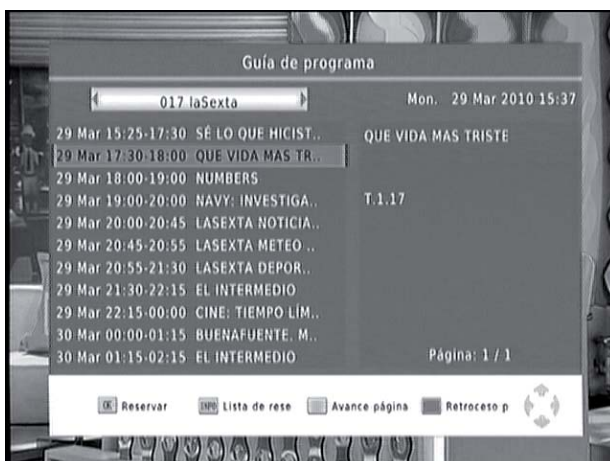 Guía de programa
017 laSexta
Mon. 29 Mar 2010 15:37
29 Mar 15:25-17:30 SÉ LO QUE HICIST..
29 Mar 17:30-18:00 QUE VIDA MAS TR..
29 Mar 18:00-19:00 NUMBERS
29 Mar 19:00-20:00 NAVY: INVESTIGA..
29 Mar 20:00-20:45 LASEXTA NOTICIA..
29 Mar 20:45-20:55 LASEXTA METEO ..
29 Mar 20:55-21:30 LASEXTA DEPOR..
29 Mar 21:30-22:15 EL INTERMEDIO
29 Mar 22:15-00:00 CINE: TIEMPO LÍM..
30 Mar 00:00-01:15 BUENAFUENTE. M..
30 Mar 01:15-02:15 EL INTERMEDIO
QUE VIDA MAS TRISTE
T.1.17
Página: 1 / 1
OK Reservar INFO Lista de rese Avance página Retroceso p